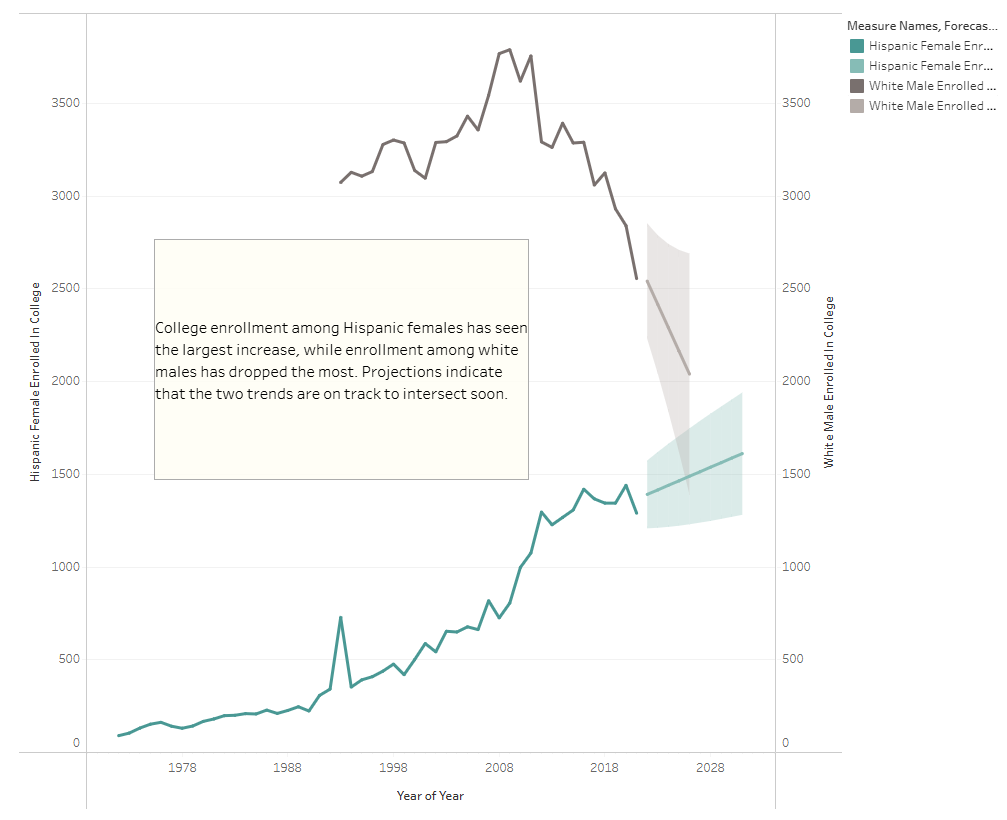 Measure Names, Forecas...
Hispanic Female Enr...
Hispanic Female Enr...
White Male Enrolled ...
White Male Enrolled ...
3500
3000
2500
2000
1500
1000
500
0
Hispanic Female Enrolled In College
College enrollment among Hispanic females has seen
the largest increase, while enrollment among white
males has dropped the most. Projections indicate
that the two trends are on track to intersect soon.
3500
3000
2500
2000
1500
1000
500
0
White Male Enrolled In College
1978
1988
1998
2008
2018
2028
Year of Year